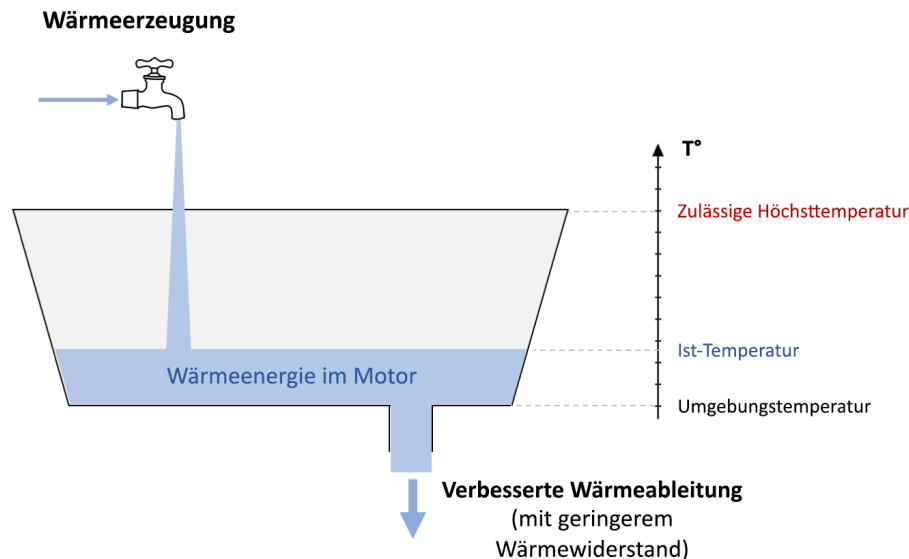 Wärmeerzeugung
T°
Zulässige Höchsttemperatur
Ist-Temperatur
Wärmeenergie im Motor
Umgebungstemperatur
Verbesserte Wärmeableitung
(mit geringerem
Wärmewiderstand)